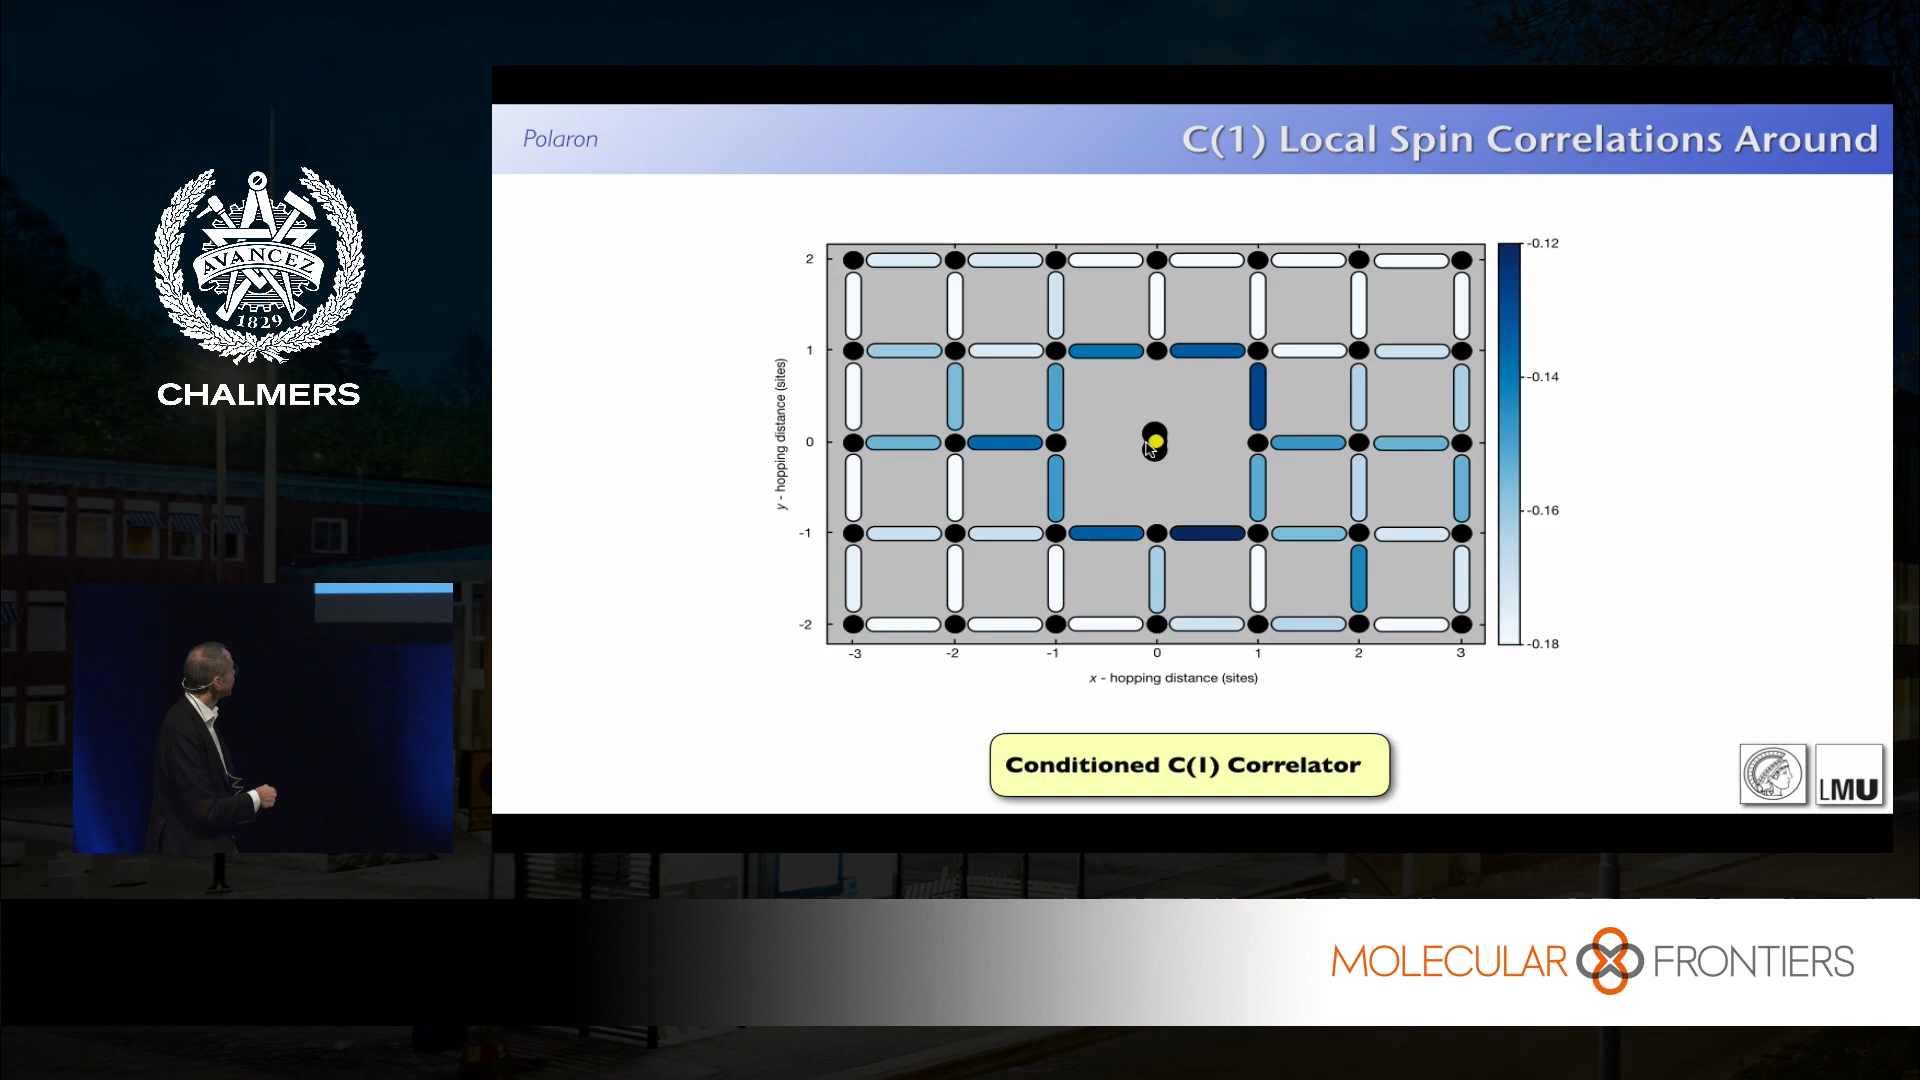 Polaron
C(1) Local Spin Correlations Around
AVANCEZ
1829
CHALMERS
2
1
0
-1
-2
y - hopping distance (sites)
-3
-2
-1
0
1
2
3
x - hopping distance (sites)
-0.12
-0.14
-0.16
-0.18
Conditioned C(1) Correlator
LMU
MOLECULAR FRONTIERS